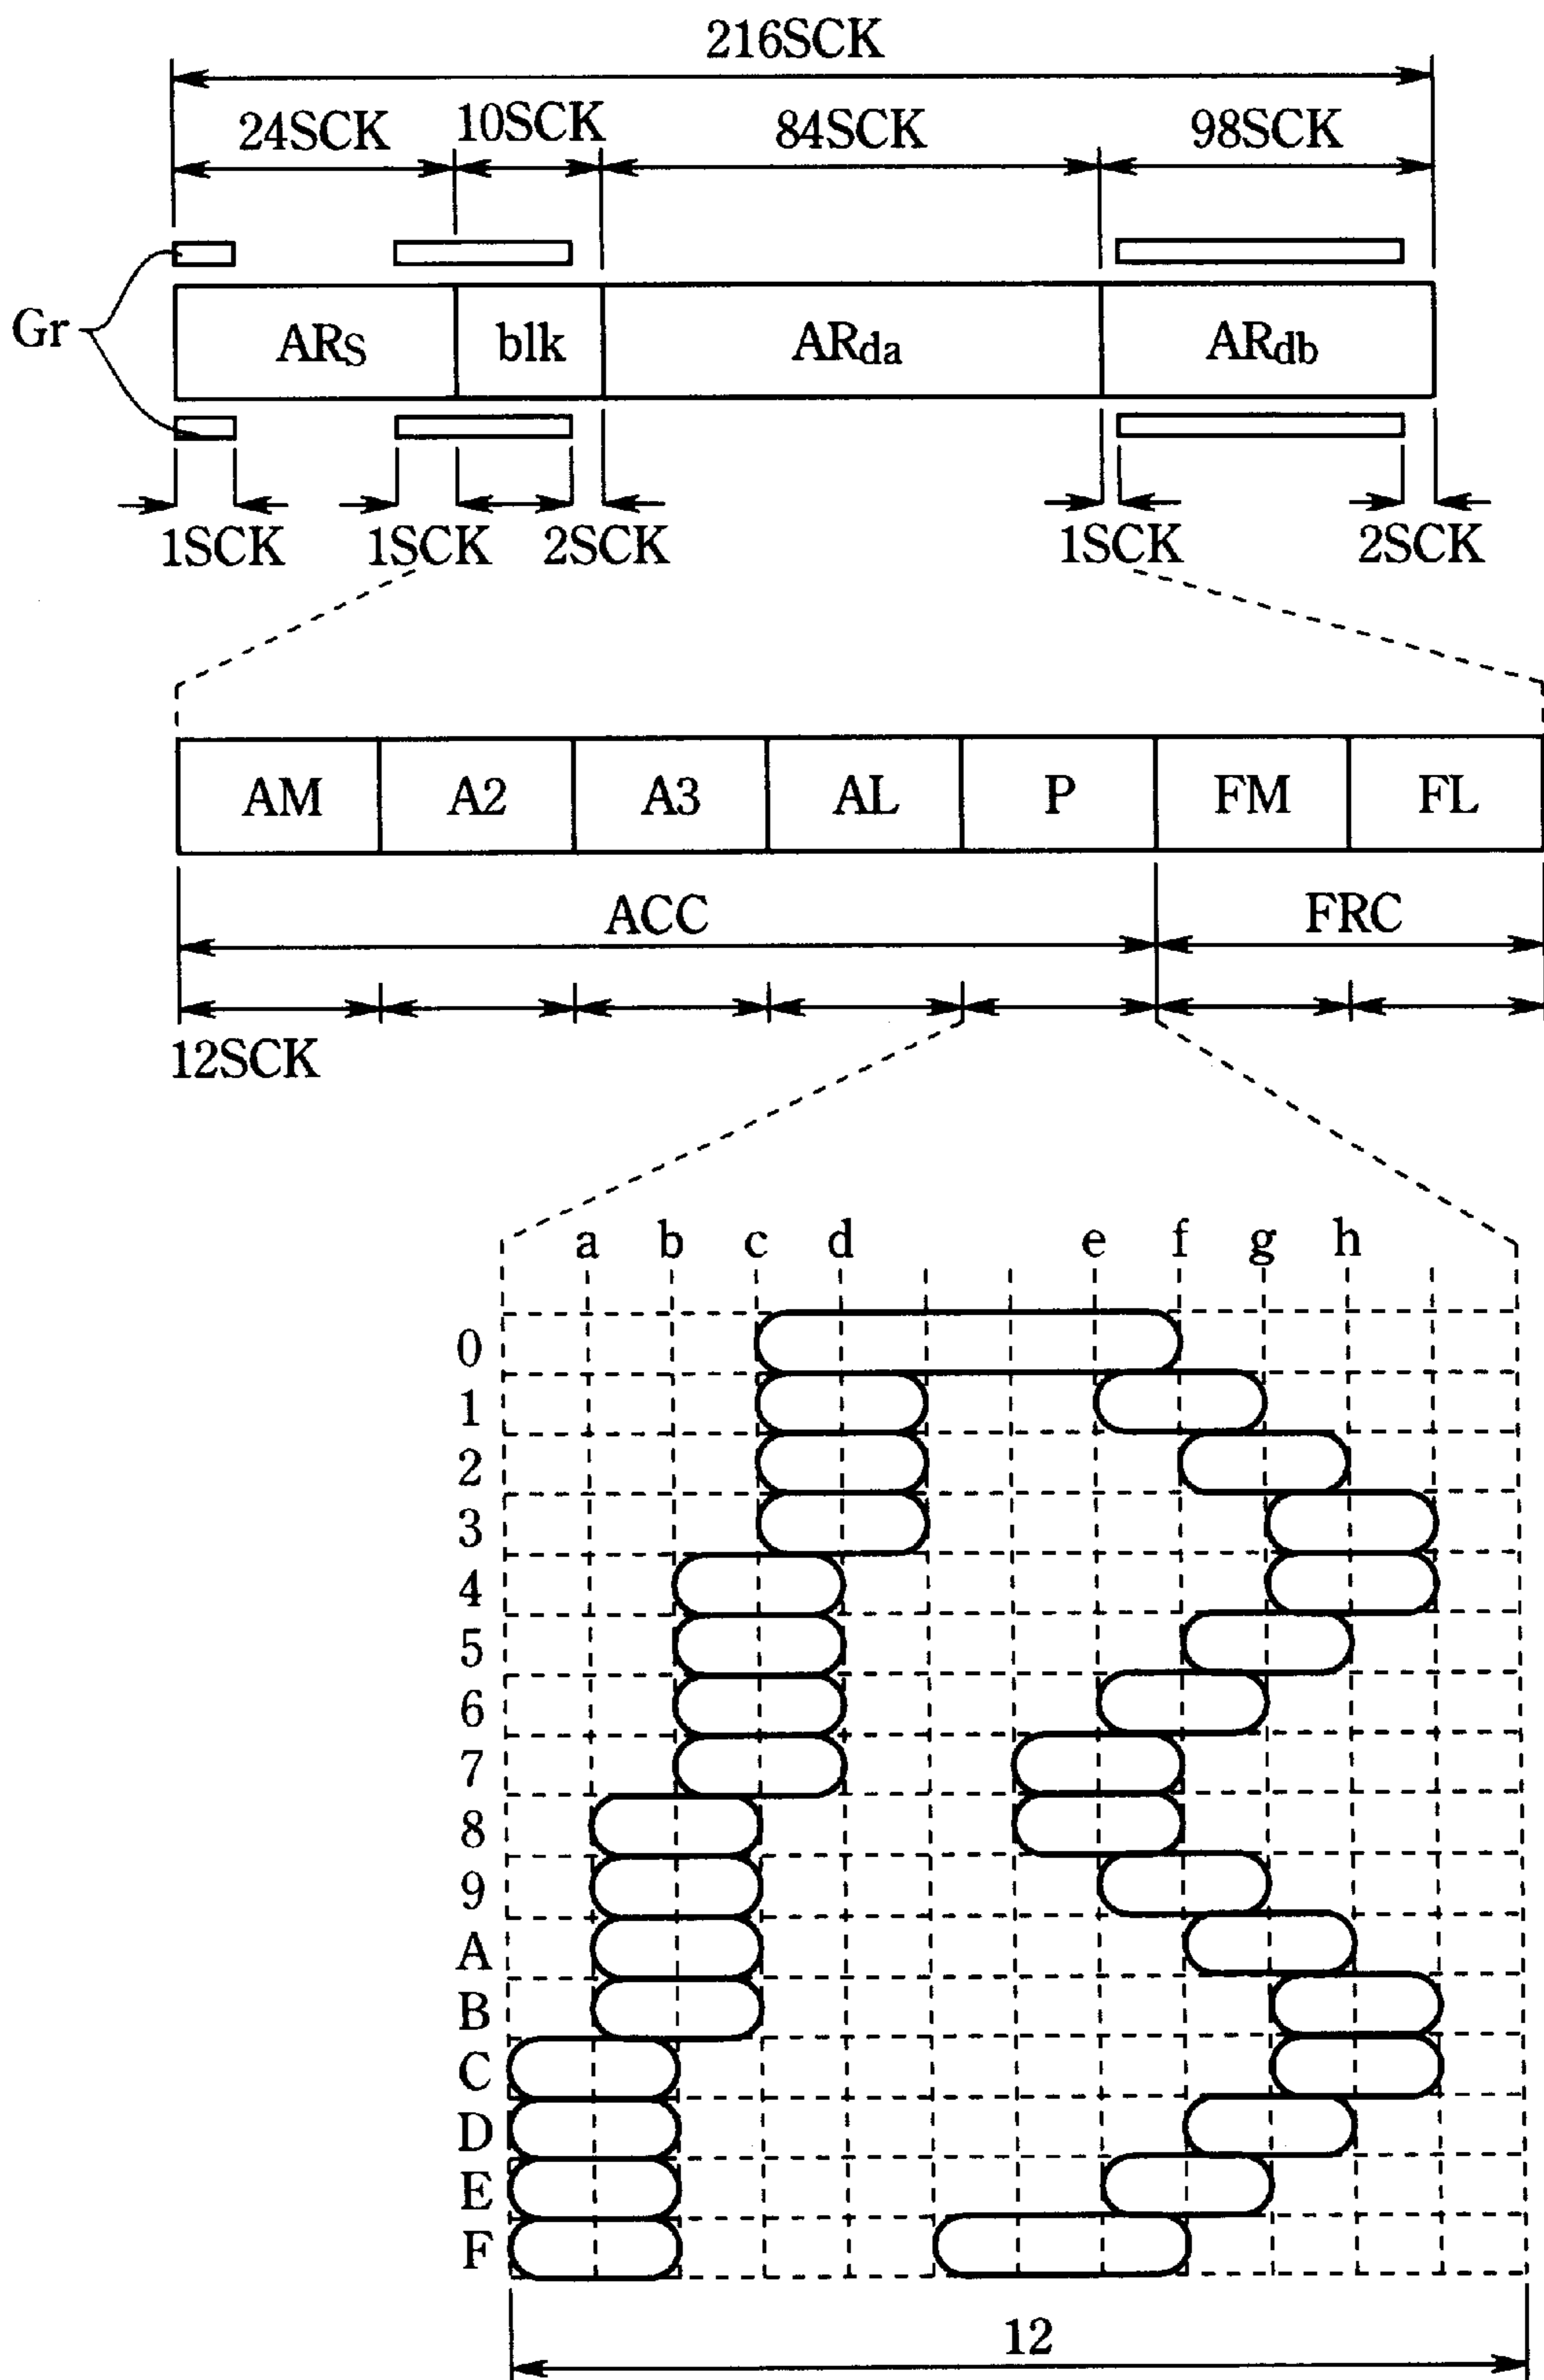 216SCK
24SCK 10SCK 84SCK 98SCK
Gr
ARS blk ARda ARdb
1SCK 1SCK 2SCK 1SCK 2SCK
AM A2 A3 AL P FM FL
ACC FRC
12SCK
a b c d e f g h
0
1
2
3
4
5
6
7
8
9
A
B
C
D
E
F
12